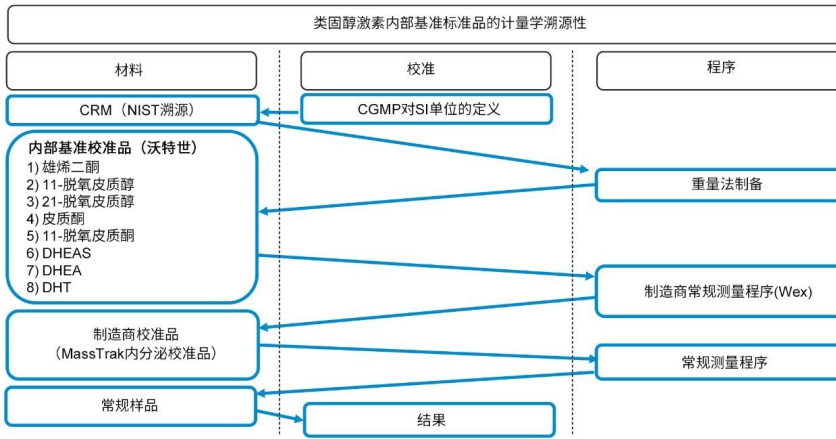 类固醇激素内部基准标准品的计量学溯源性
材料
校准
程序
CRM（NIST溯源）
CGMP对SI单位的定义
内部基准校准品（沃特世）
1) 雄烯二酮
2) 11-脱氧皮质醇
3) 21-脱氧皮质醇
4) 皮质酮
5) 11-脱氧皮质酮
6) DHEAS
7) DHEA
8) DHT
重量法制备
制造商常规测量程序(Wex)
制造商校准品
（MassTrak内分泌校准品）
常规测量程序
常规样品
结果